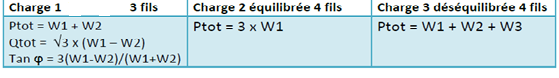 Charge 1 3 fils
Charge 2 équilibrée 4 fils
Charge 3 déséquilibrée 4 fils
Ptot = W1 + W2
Qtot = √3 x (W1 – W2)
Tan φ = 3(W1-W2)/(W1+W2)
Ptot = 3 x W1
Ptot = W1 + W2 + W3